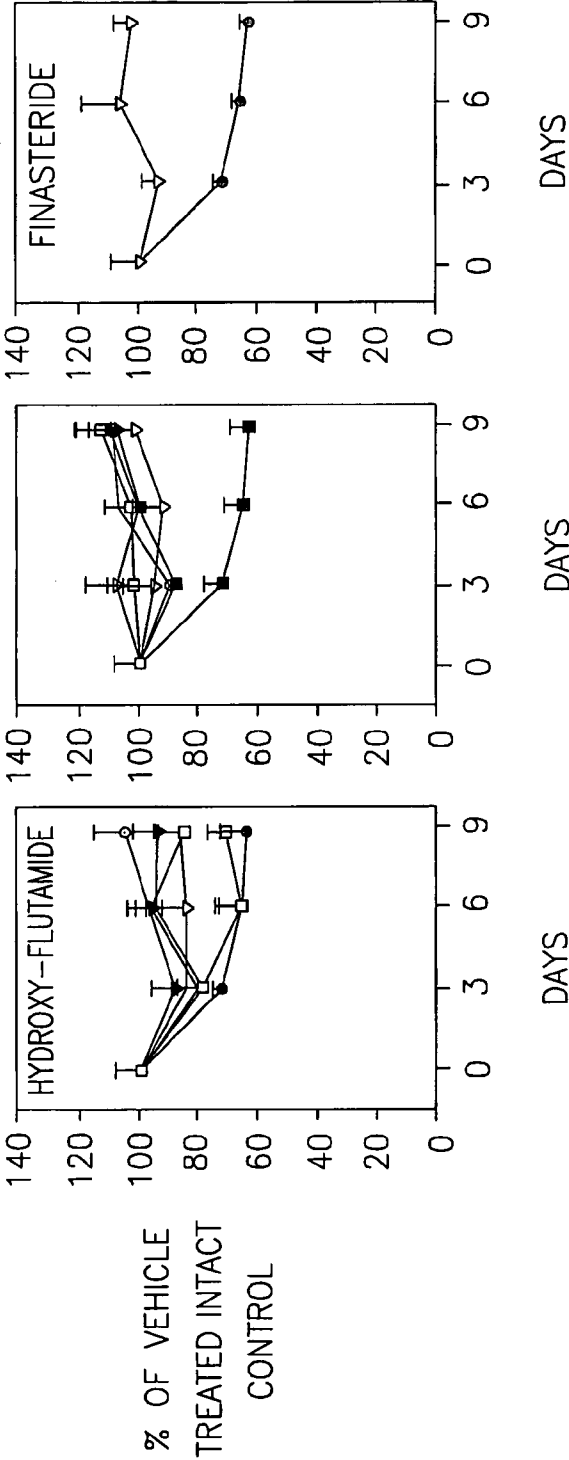 % OF VEHICLE
TREATED INTACT
CONTROL
HYDROXY-FLUTAMIDE
140
120
100
80
60
40
20
0
0 3 6 9
DAYS
140
120
100
80
60
40
20
0
0 3 6 9
DAYS
FINASTERIDE
140
120
100
80
60
40
20
0
0 3 6 9
DAYS